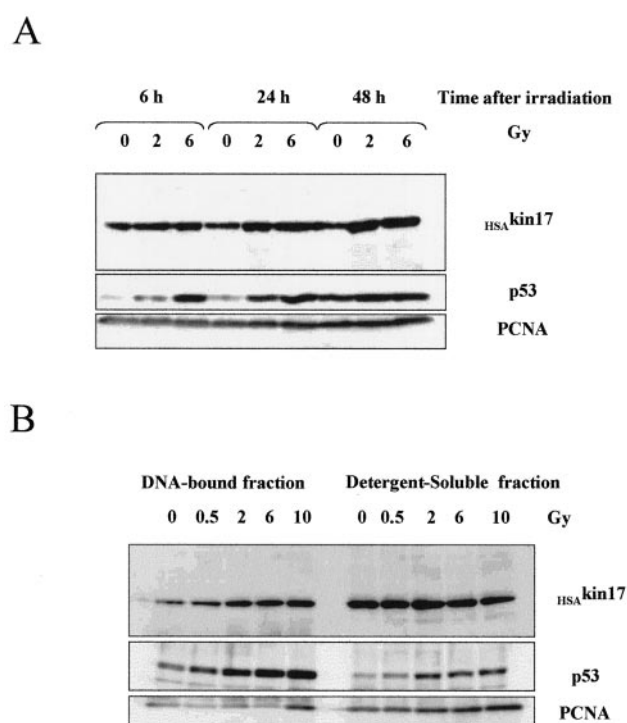 A
6 h 24 h 48 h Time after irradiation
Gy
0 2 6 0 2 6 0 2 6
HSAkin17
p53
PCNA
B
DNA-bound fraction Detergent-Soluble fraction
0 0.5 2 6 10 0 0.5 2 6 10 Gy
HSAkin17
p53
PCNA